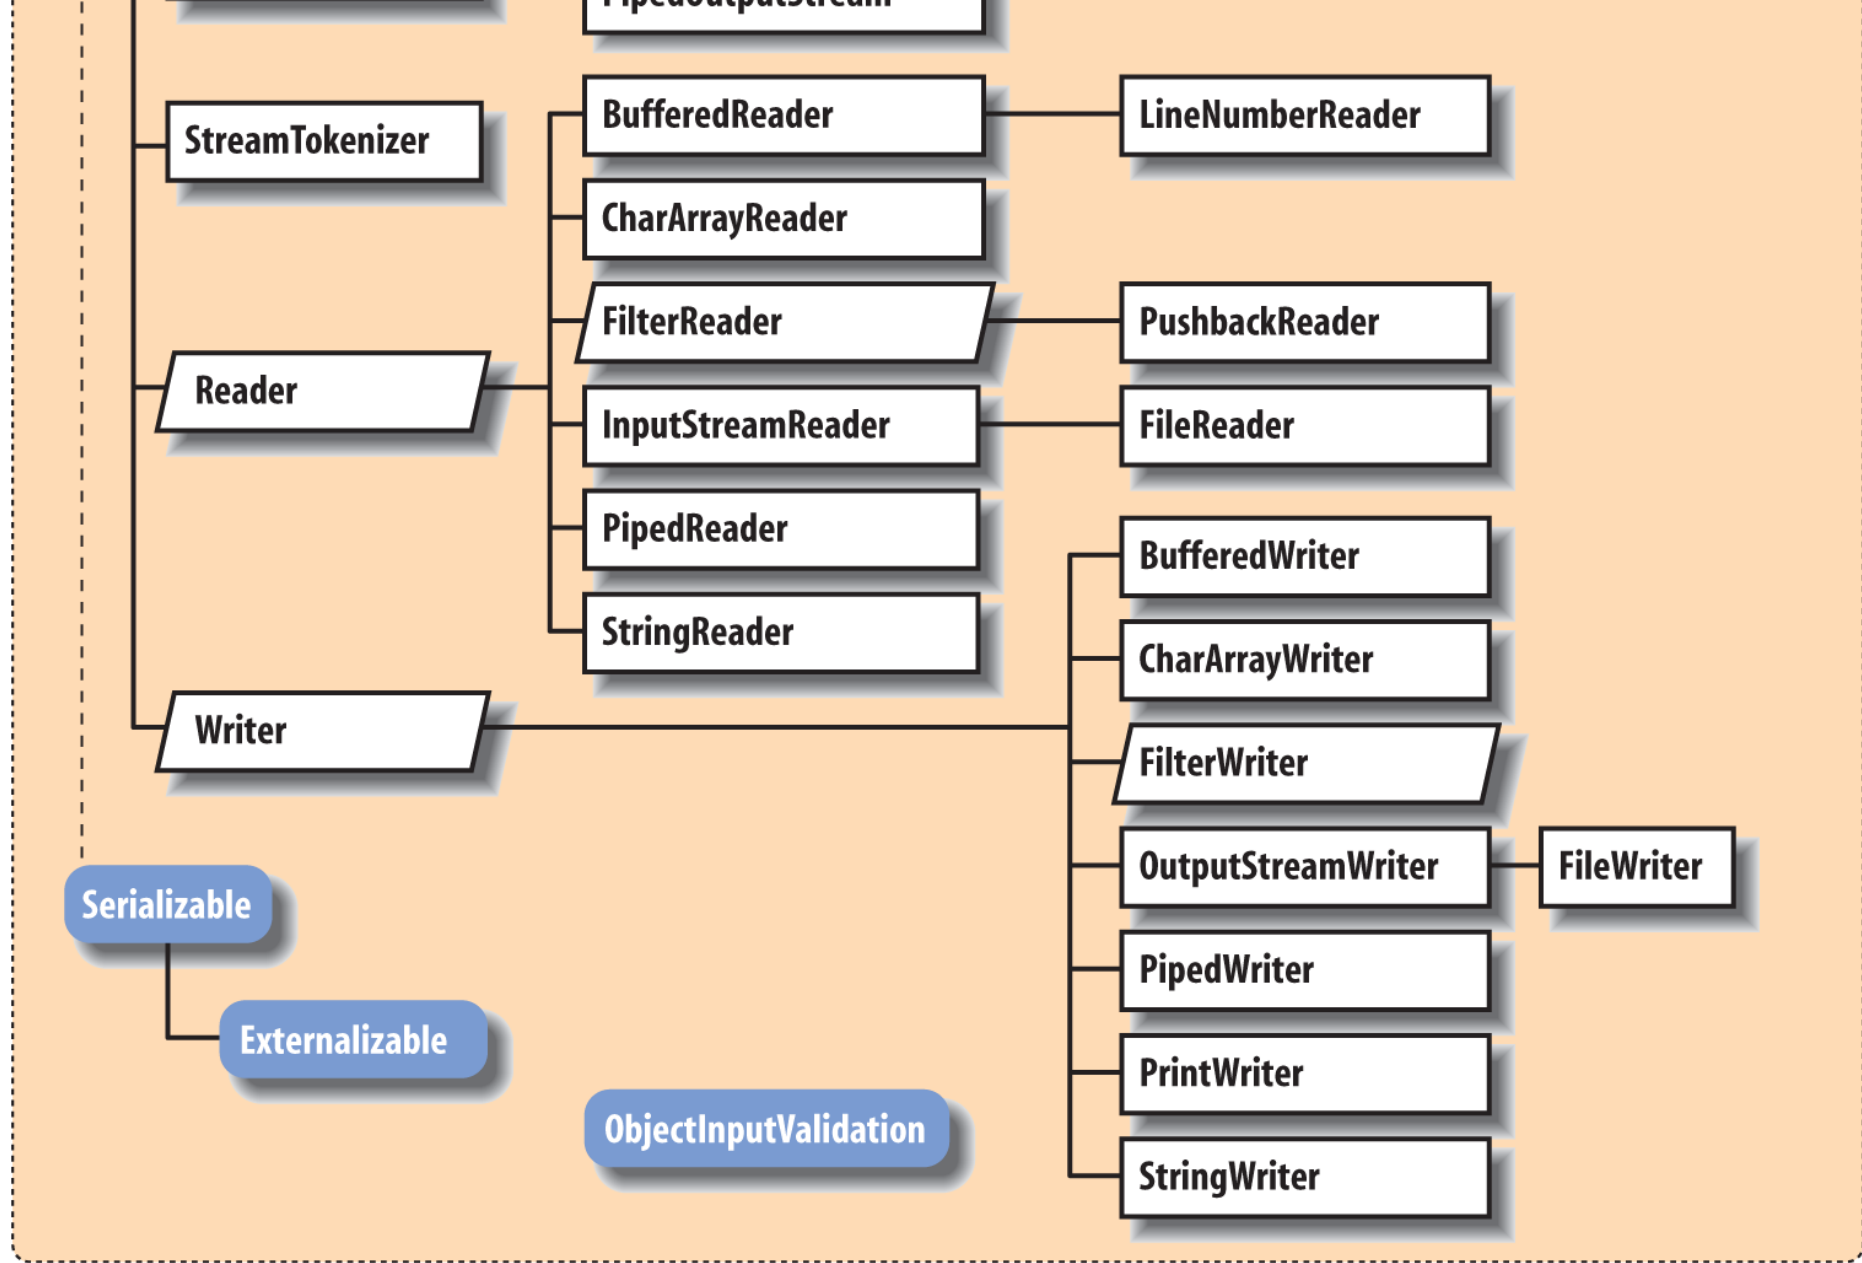 PipedOutputStream
StreamTokenizer
BufferedReader
LineNumberReader
CharArrayReader
FilterReader
PushbackReader
Reader
InputStreamReader
FileReader
PipedReader
BufferedWriter
StringReader
CharArrayWriter
Writer
FilterWriter
OutputStreamWriter
FileWriter
Serializable
PipedWriter
Externalizable
PrintWriter
ObjectInputValidation
StringWriter